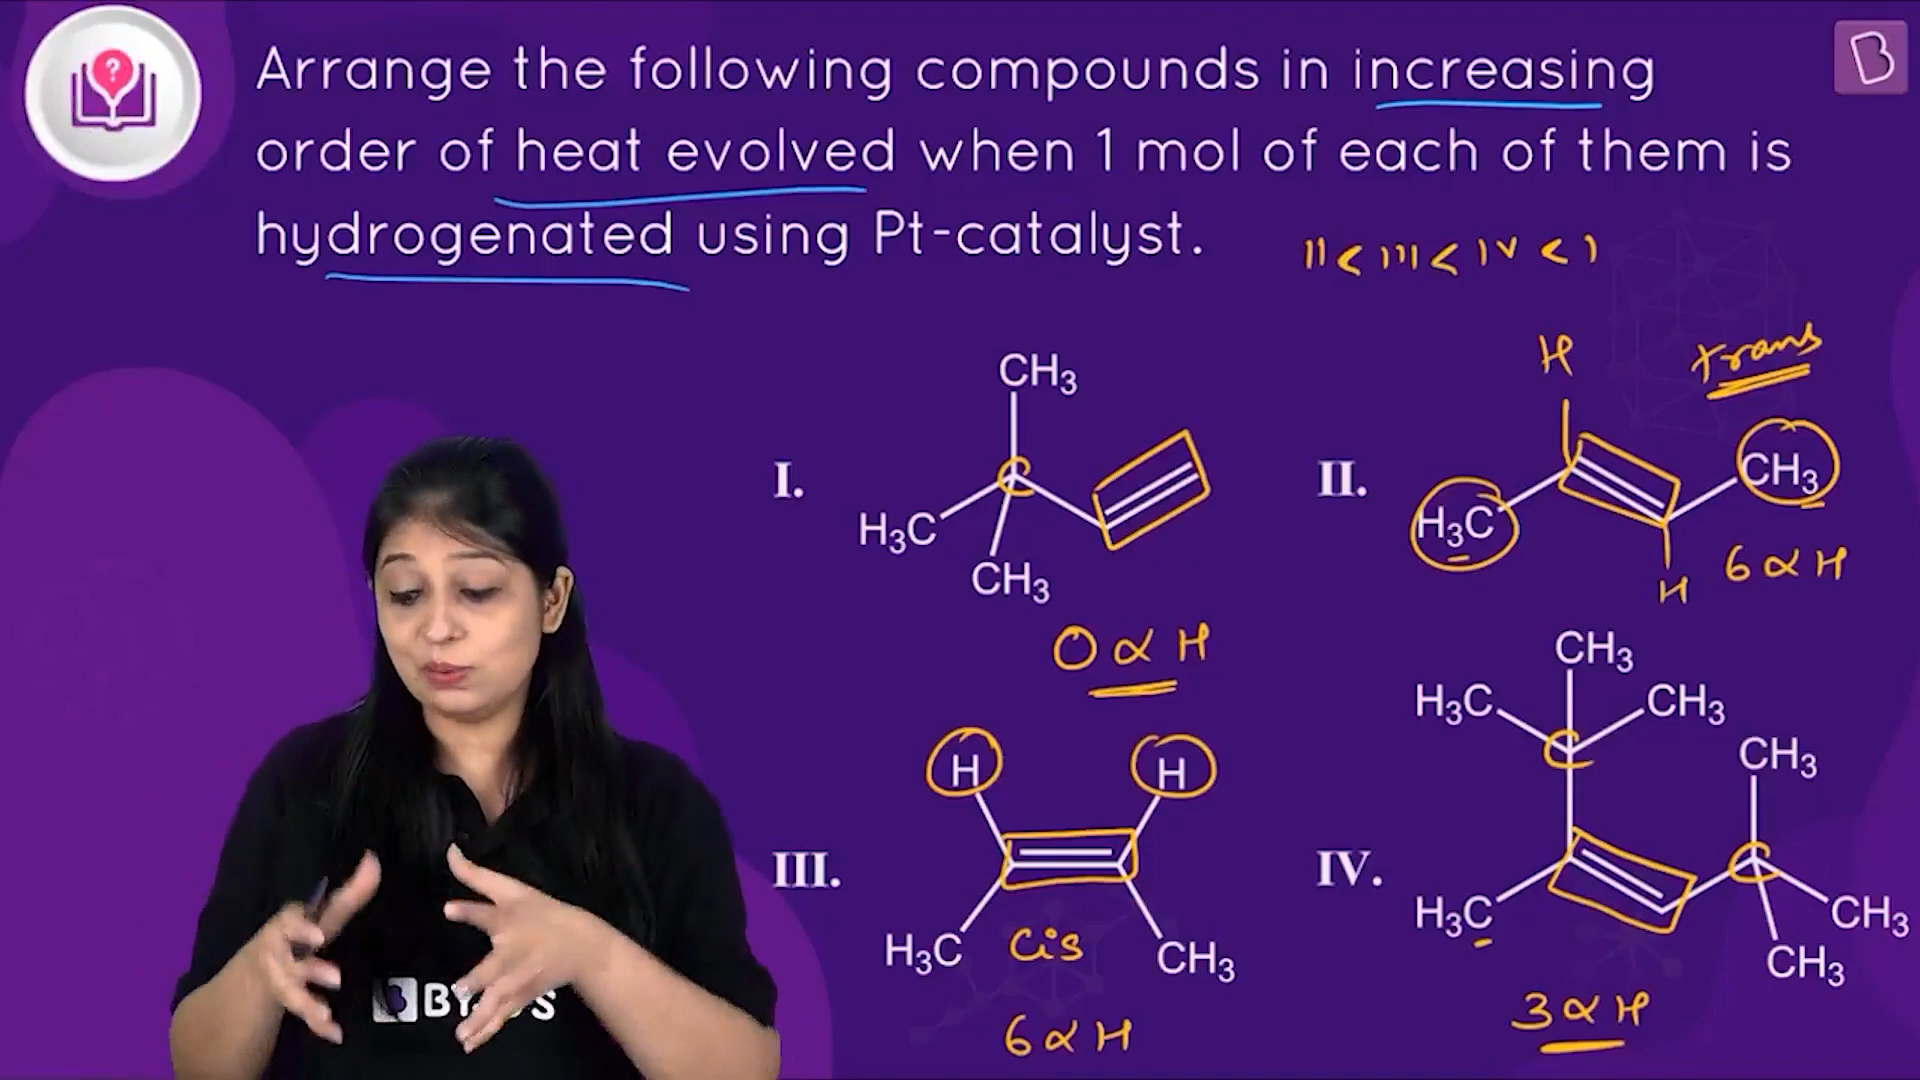 Arrange the following compounds in increasing
order of heat evolved when 1 mol of each of them is
hydrogenated using Pt-catalyst.
II < III < IV < I
I.
CH₃
C
H₃C
CH₃
0 α H
II.
H
trans
H₃C
CH₃
H
6 α H
III.
H
H
H₃C
cis
CH₃
6 α H
IV.
CH₃
H₃C
CH₃
C
CH₃
H₃C
C
CH₃
CH₃
3 α H
?
B